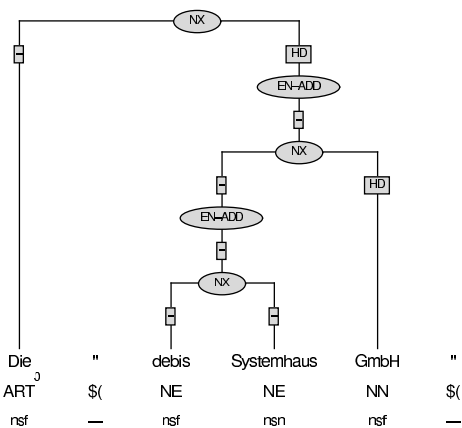 NX
- HD
EN-ADD
-
NX
- HD
EN-ADD
-
NX
- -
Die " debis Systemhaus GmbH "
ART $( NE NE NN $(
nsf — nsf nsn nsf —